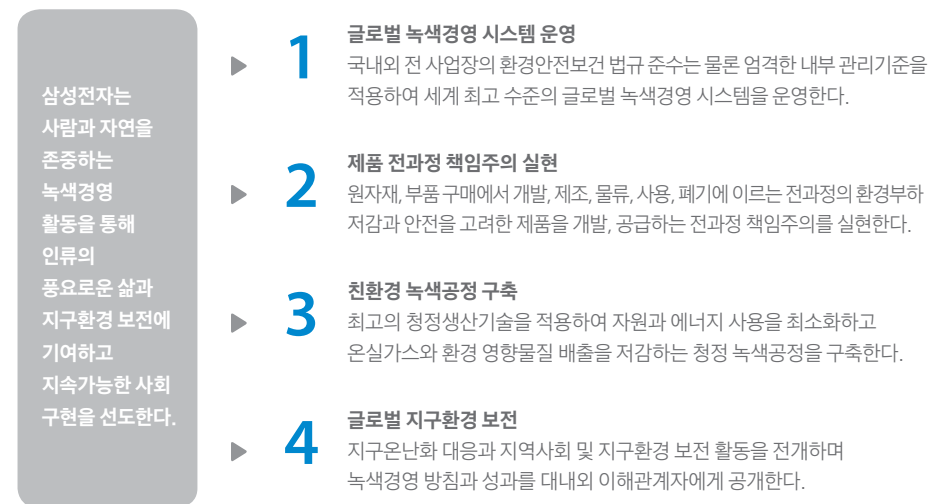 삼성전자는
사람과 자연을
존중하는
녹색경영
활동을 통해
인류의
풍요로운 삶과
지구환경 보전에
기여하고
지속가능한 사회
구현을 선도한다.
1
글로벌 녹색경영 시스템 운영
국내외 전 사업장의 환경안전보건 법규 준수는 물론 엄격한 내부 관리기준을
적용하여 세계 최고 수준의 글로벌 녹색경영 시스템을 운영한다.
2
제품 전과정 책임주의 실현
원자재, 부품 구매에서 개발, 제조, 물류, 사용, 폐기에 이르는 전과정의 환경부하
저감과 안전을 고려한 제품을 개발, 공급하는 전과정 책임주의를 실현한다.
3
친환경 녹색공정 구축
최고의 청정생산기술을 적용하여 자원과 에너지 사용을 최소화하고
온실가스와 환경 영향물질 배출을 저감하는 청정 녹색공정을 구축한다.
4
글로벌 지구환경 보전
지구온난화 대응과 지역사회 및 지구환경 보전 활동을 전개하며
녹색경영 방침과 성과를 대내외 이해관계자에게 공개한다.